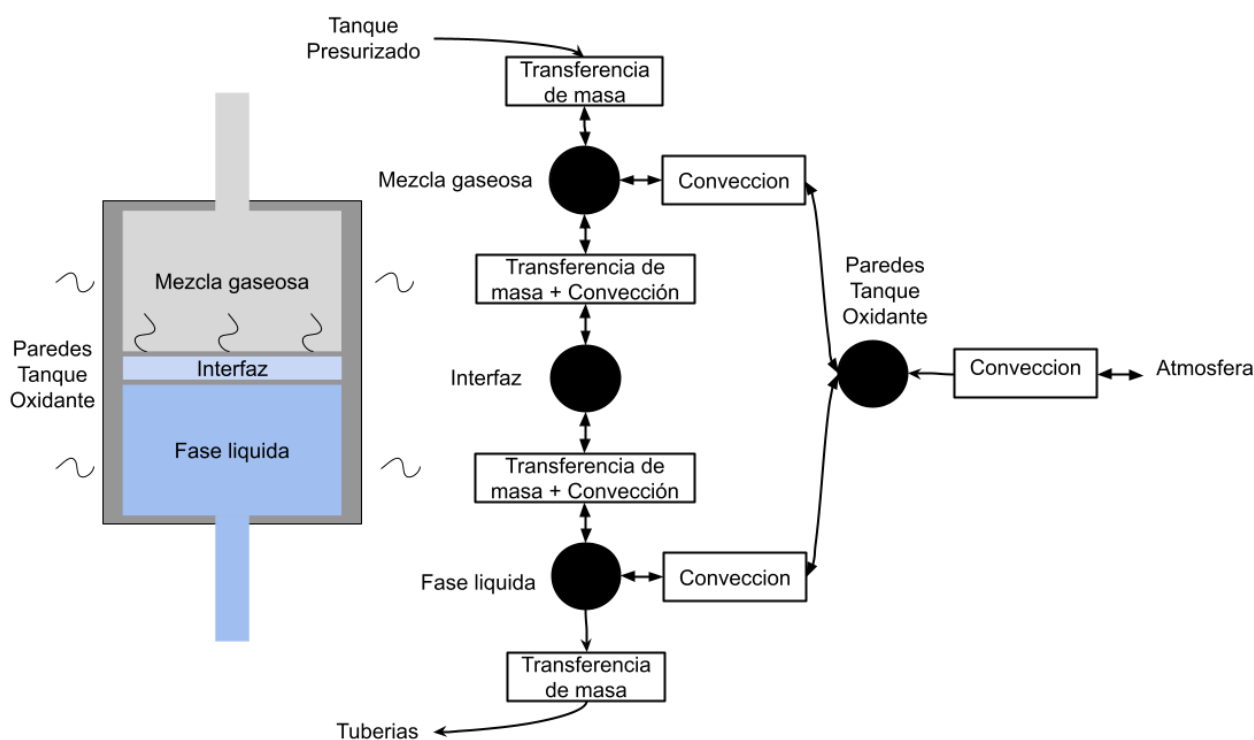 Tanque
Presurizado
Transferencia
de masa
Mezcla gaseosa
Conveccion
Mezcla gaseosa
Transferencia de
masa + Convección
Paredes
Tanque
Oxidante
Paredes
Tanque
Oxidante
Interfaz
Interfaz
Conveccion
Atmosfera
Fase liquida
Transferencia de
masa + Convección
Fase liquida
Conveccion
Transferencia
de masa
Tuberias